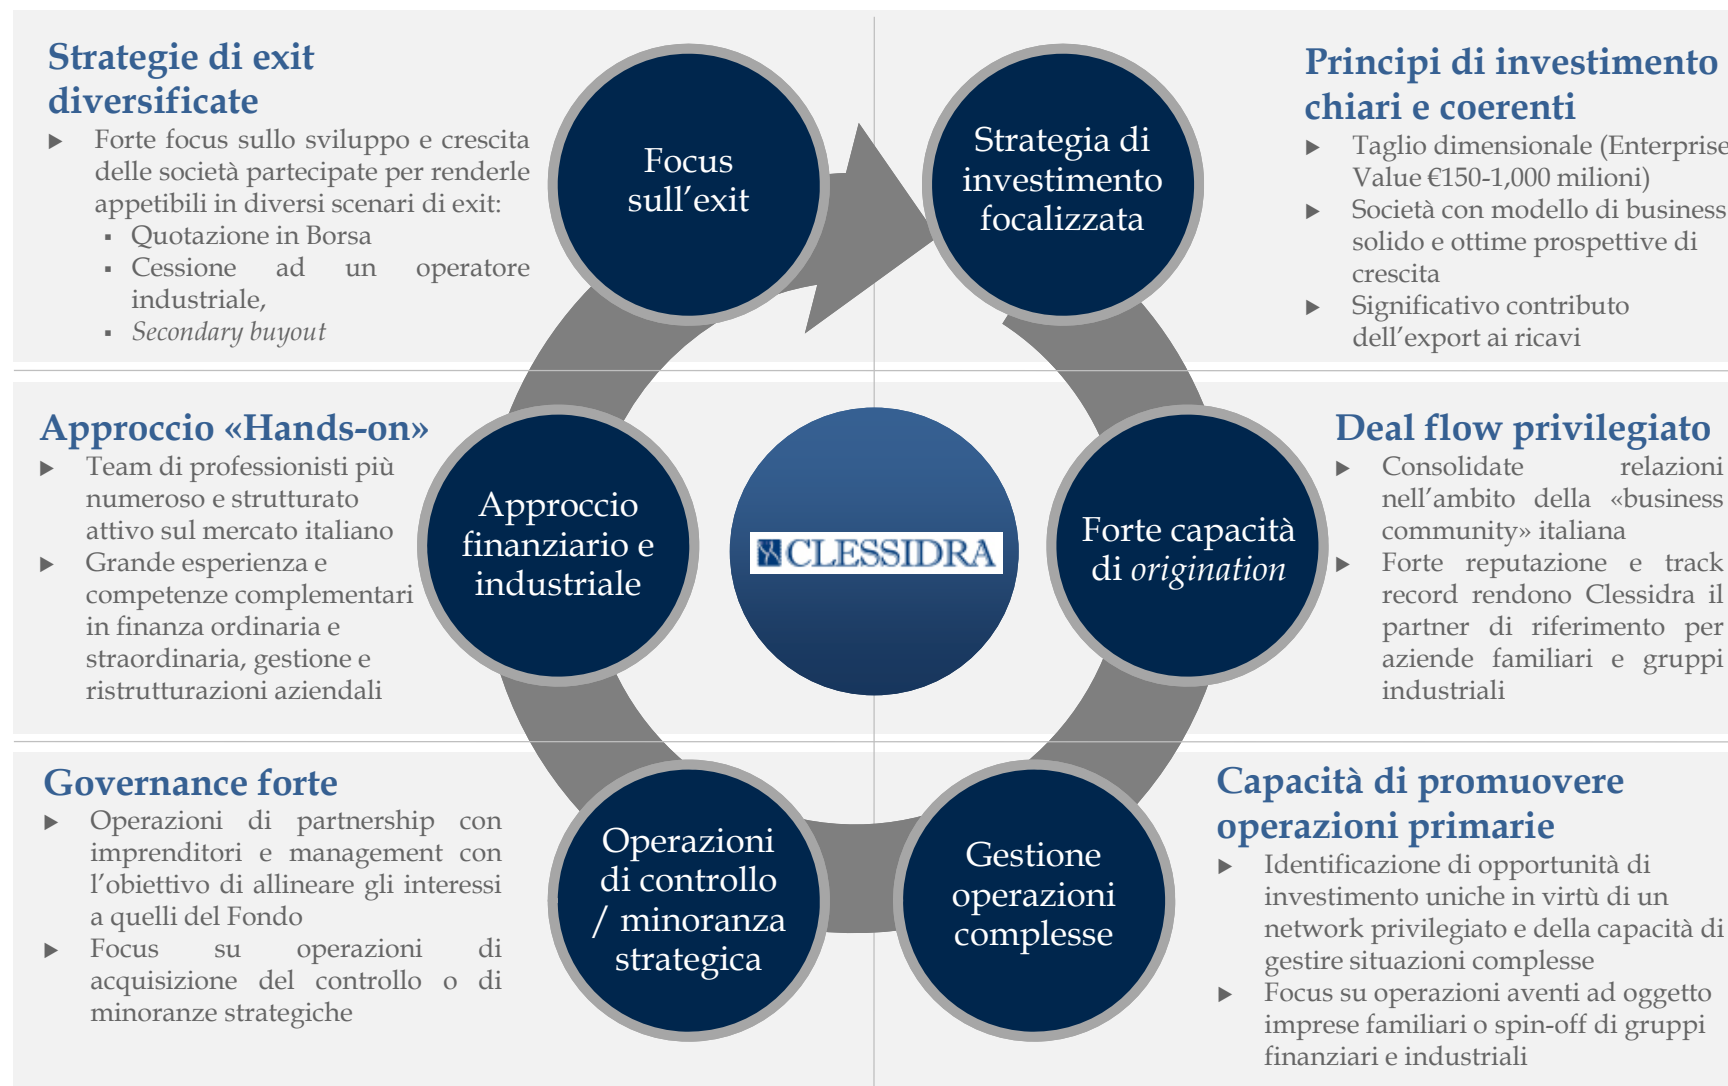 Strategie di exit
diversificate
▶ Forte focus sullo sviluppo e crescita
delle società partecipate per renderle
appetibili in diversi scenari di exit:
▪ Quotazione in Borsa
▪ Cessione ad un operatore
industriale,
▪ Secondary buyout
Focus
sull'exit
Strategia di
investimento
focalizzata
Principi di investimento
chiari e coerenti
▶ Taglio dimensionale (Enterprise
Value €150-1,000 milioni)
▶ Società con modello di business
solido e ottime prospettive di
crescita
▶ Significativo contributo
dell'export ai ricavi
Approccio «Hands-on»
▶ Team di professionisti più
numeroso e strutturato
attivo sul mercato italiano
▶ Grande esperienza e
competenze complementari
in finanza ordinaria e
straordinaria, gestione e
ristrutturazioni aziendali
Approccio
finanziario e
industriale
CLESSIDRA
Forte capacità
di origination
Deal flow privilegiato
▶ Consolidate relazioni
nell'ambito della «business
community» italiana
▶ Forte reputazione e track
record rendono Clessidra il
partner di riferimento per
aziende familiari e gruppi
industriali
Governance forte
▶ Operazioni di partnership con
imprenditori e management con
l'obiettivo di allineare gli interessi
a quelli del Fondo
▶ Focus su operazioni di
acquisizione del controllo o di
minoranze strategiche
Operazioni
di controllo
/ minoranza
strategica
Gestione
operazioni
complesse
Capacità di promuovere
operazioni primarie
▶ Identificazione di opportunità di
investimento uniche in virtù di un
network privilegiato e della capacità di
gestire situazioni complesse
▶ Focus su operazioni aventi ad oggetto
imprese familiari o spin-off di gruppi
finanziari e industriali